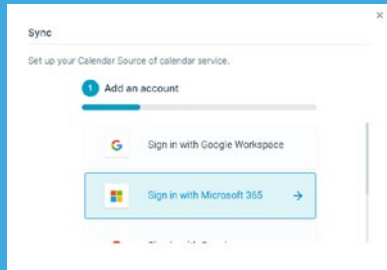 Sync
Set up your Calendar Source of calendar service.
1 Add an account
Sign in with Google Workspace
Sign in with Microsoft 365